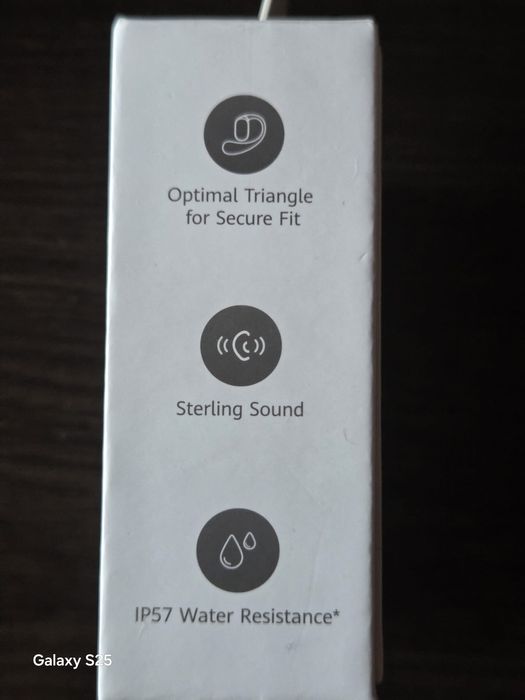 Optimal Triangle
for Secure Fit
Sterling Sound
IP57 Water Resistance*
Galaxy S25